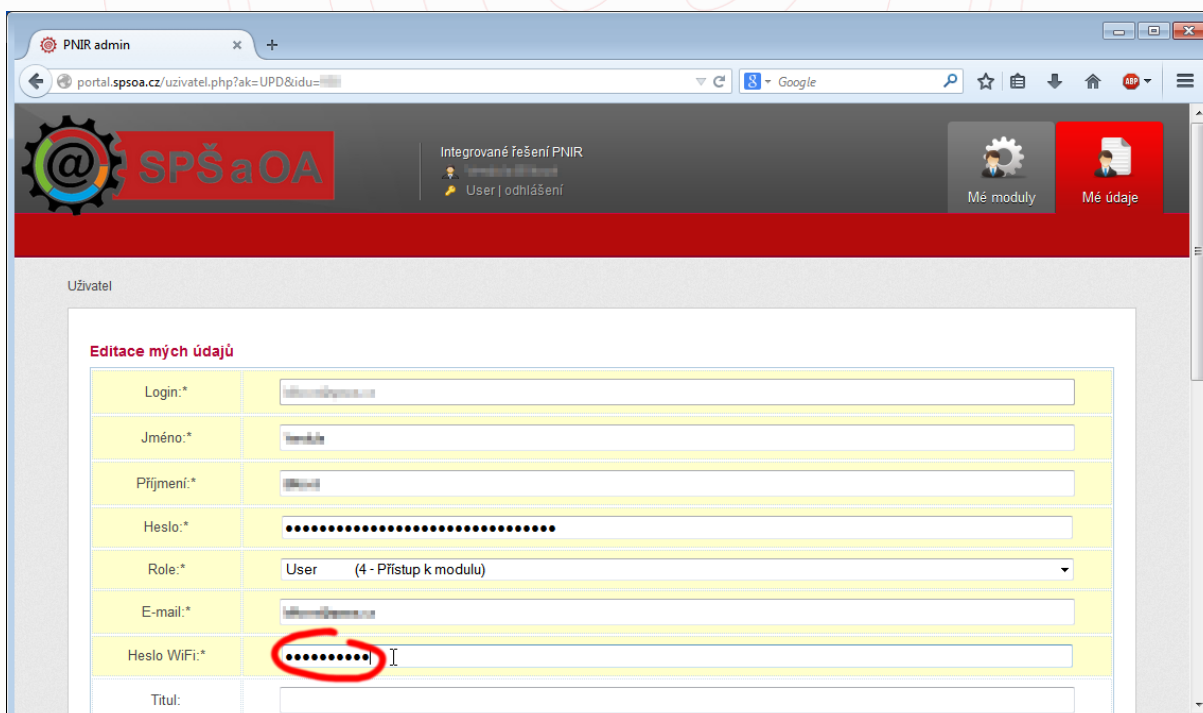 PNIR admin
portal.spsoa.cz/uzivatel.php?ak=UPD&idu=
Google
ABP
@ SPŠ a OA
Integrované řešení PNIR
User | odhlášení
Mé moduly
Mé údaje
Uživatel
Editace mých údajů
Login:*
Jméno:*
Příjmení:*
Heslo:* ●●●●●●●●●●●●●●●●●●●●●●●●●●●●●●●●
Role:* User (4 - Přístup k modulu)
E-mail:*
Heslo WiFi:* ●●●●●●●●●●
Titul: